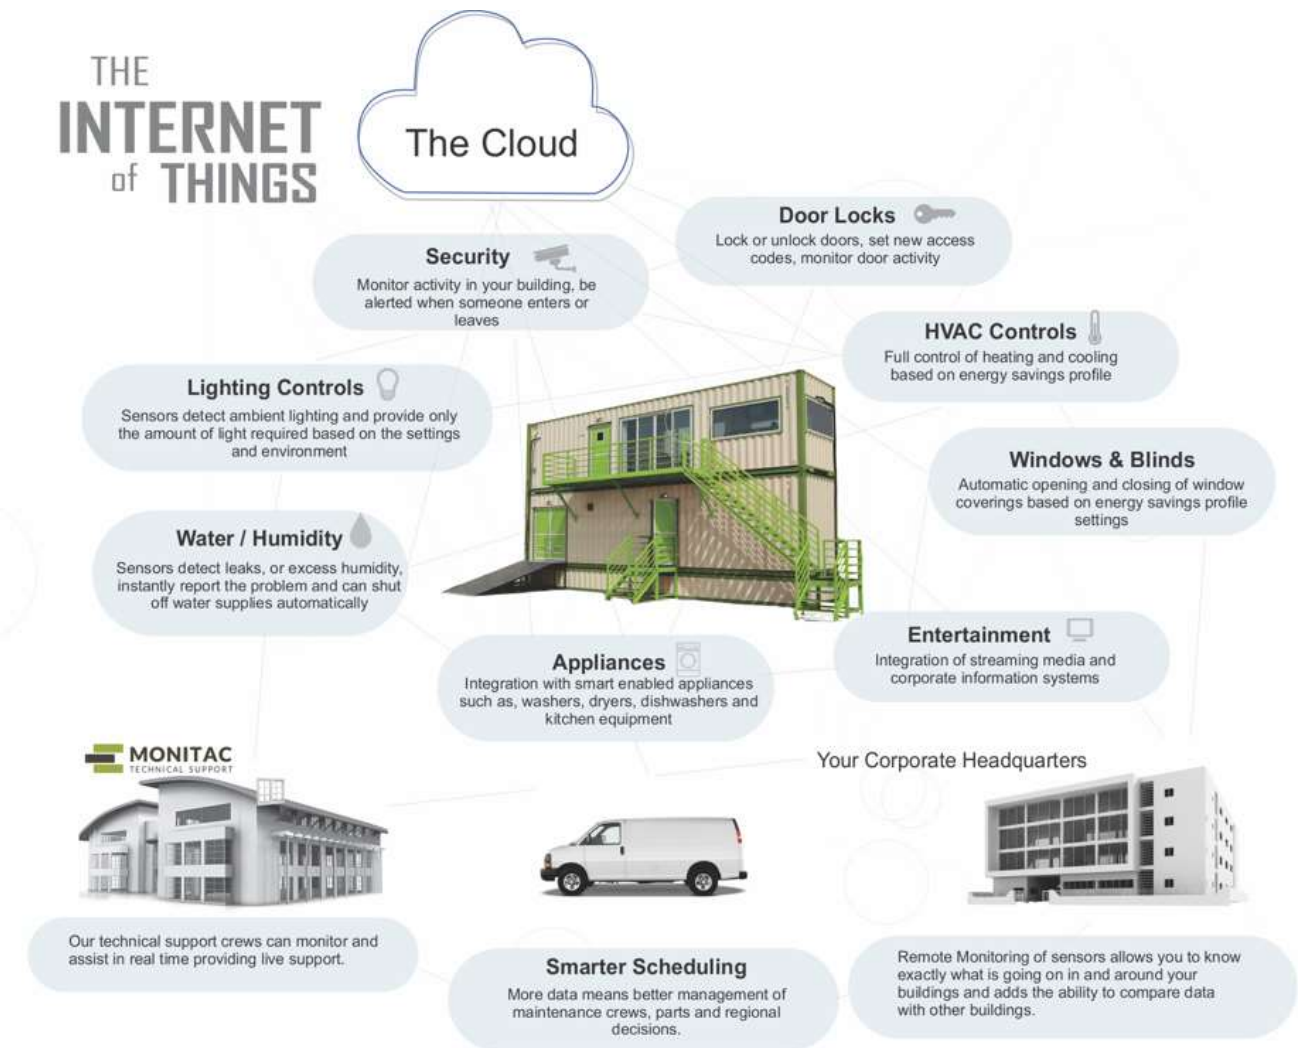 THE
INTERNET
of THINGS
The Cloud
Door Locks
Lock or unlock doors, set new access
codes, monitor door activity
Security
Monitor activity in your building, be
alerted when someone enters or
leaves
HVAC Controls
Full control of heating and cooling
based on energy savings profile
Lighting Controls
Sensors detect ambient lighting and provide only
the amount of light required based on the settings
and environment
Windows & Blinds
Automatic opening and closing of window
coverings based on energy savings profile
settings
Water / Humidity
Sensors detect leaks, or excess humidity,
instantly report the problem and can shut
off water supplies automatically
Entertainment
Integration of streaming media and
corporate information systems
Appliances
Integration with smart enabled appliances
such as, washers, dryers, dishwashers and
kitchen equipment
MONITAC
TECHNICAL SUPPORT
Your Corporate Headquarters
Our technical support crews can monitor and
assist in real time providing live support.
Smarter Scheduling
More data means better management of
maintenance crews, parts and regional
decisions.
Remote Monitoring of sensors allows you to know
exactly what is going on in and around your
buildings and adds the ability to compare data
with other buildings.